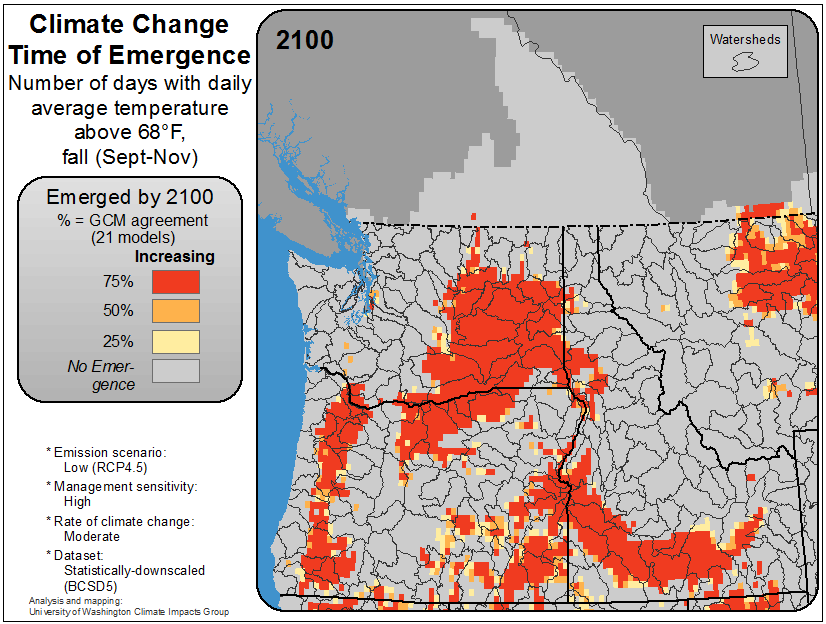 Climate Change
Time of Emergence
Number of days with daily
average temperature
above 68°F,
fall (Sept-Nov)
Emerged by 2100
% = GCM agreement
(21 models)
Increasing
75%
50%
25%
No Emer-
gence
* Emission scenario:
Low (RCP4.5)
* Management sensitivity:
High
* Rate of climate change:
Moderate
* Dataset:
Statistically-downscaled
(BCSD5)
Analysis and mapping:
University of Washington Climate Impacts Group
2100
Watersheds